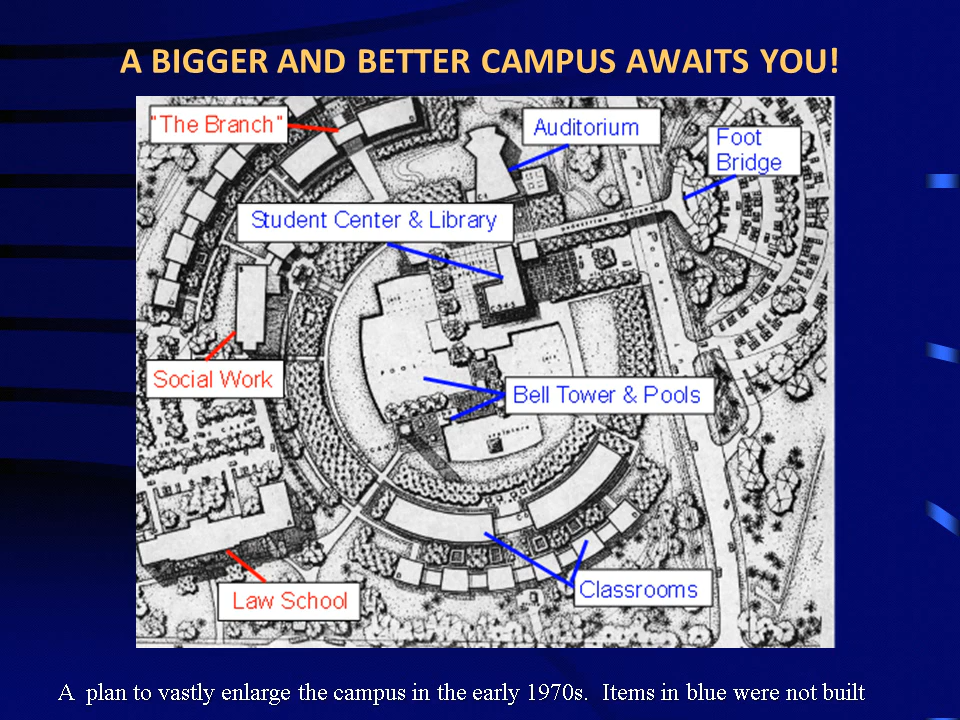 A BIGGER AND BETTER CAMPUS AWAITS YOU!
"The Branch"
Auditorium
Foot
Bridge
Student Center & Library
pedestrian overpass
Social Work
POOL
Bell Tower & Pools
Classrooms
Law School
A plan to vastly enlarge the campus in the early 1970s. Items in blue were not built